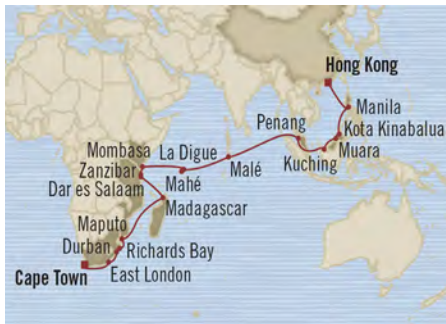 Hong Kong
Manila
Penang
Kota Kinabalua
Mombasa
La Digue
Muara
Zanzibar
Malé
Kuching
Dar es Salaam
Mahé
Madagascar
Maputo
Durban
Richards Bay
Cape Town
East London